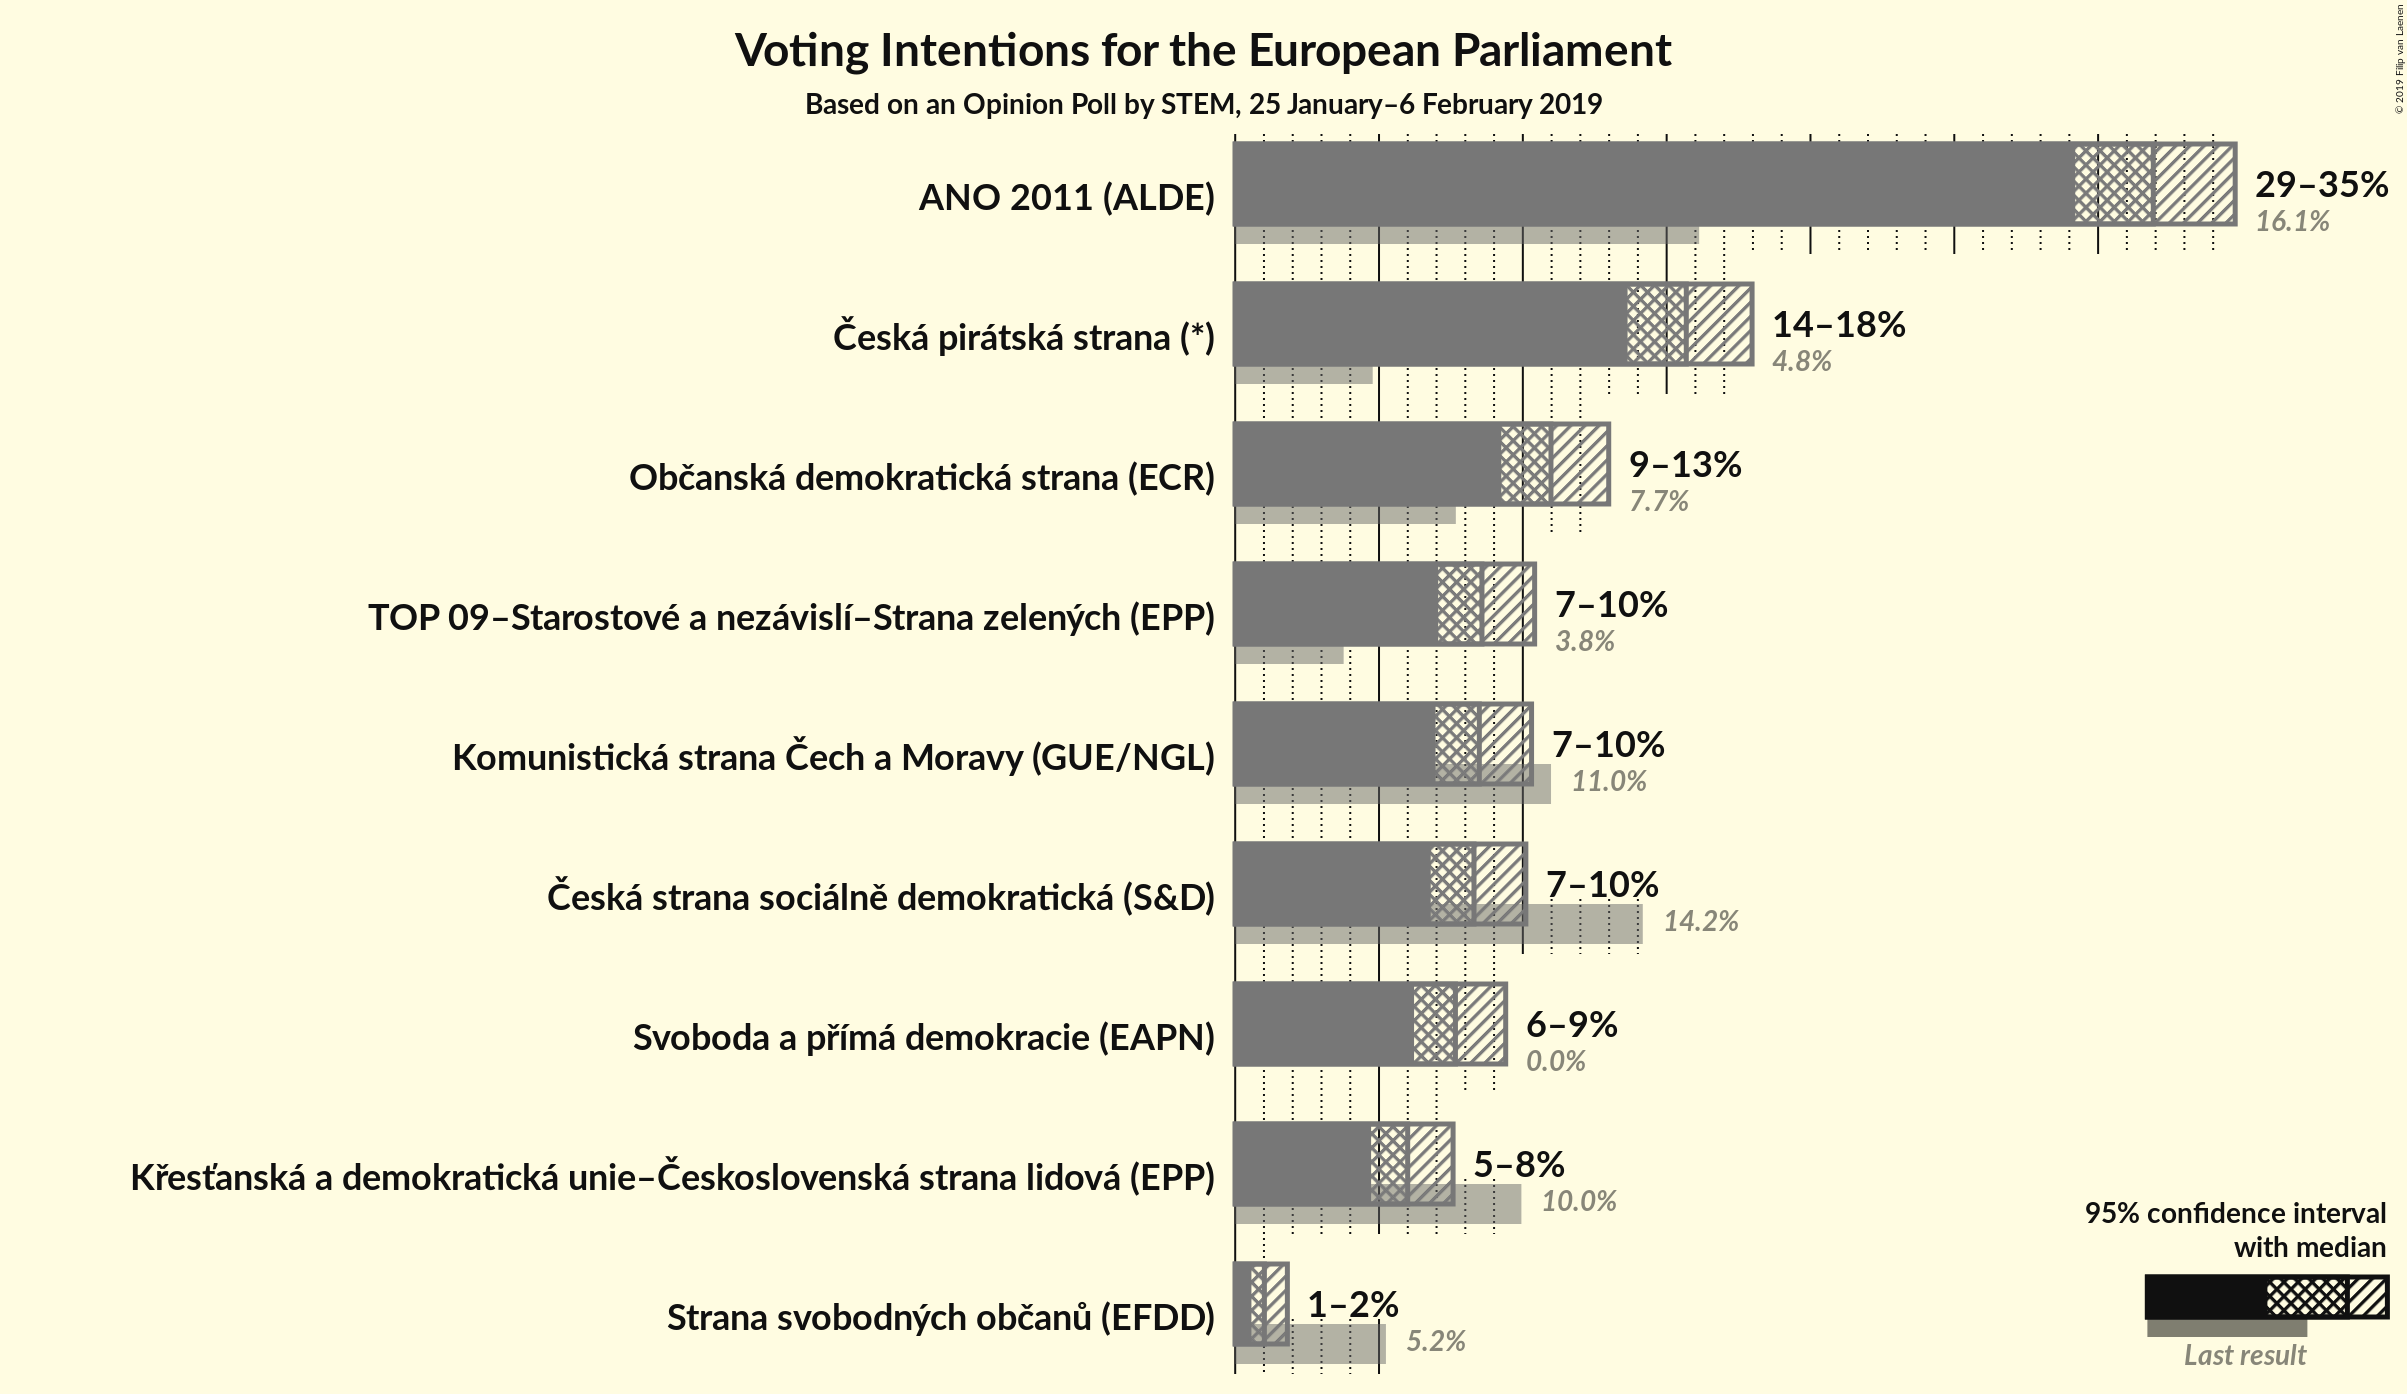 Voting Intentions for the European Parliament
Based on an Opinion Poll by STEM, 25 January–6 February 2019
© 2019 Filip van Laenen
ANO 2011 (ALDE)
29–35%
16.1%
Česká pirátská strana (*)
14–18%
4.8%
Občanská demokratická strana (ECR)
9–13%
7.7%
TOP 09–Starostové a nezávislí–Strana zelených (EPP)
7–10%
3.8%
Komunistická strana Čech a Moravy (GUE/NGL)
7–10%
11.0%
Česká strana sociálně demokratická (S&D)
7–10%
14.2%
Svoboda a přímá demokracie (EAPN)
6–9%
0.0%
Křesťanská a demokratická unie–Československá strana lidová (EPP)
5–8%
10.0%
Strana svobodných občanů (EFDD)
1–2%
5.2%
95% confidence interval
with median
Last result